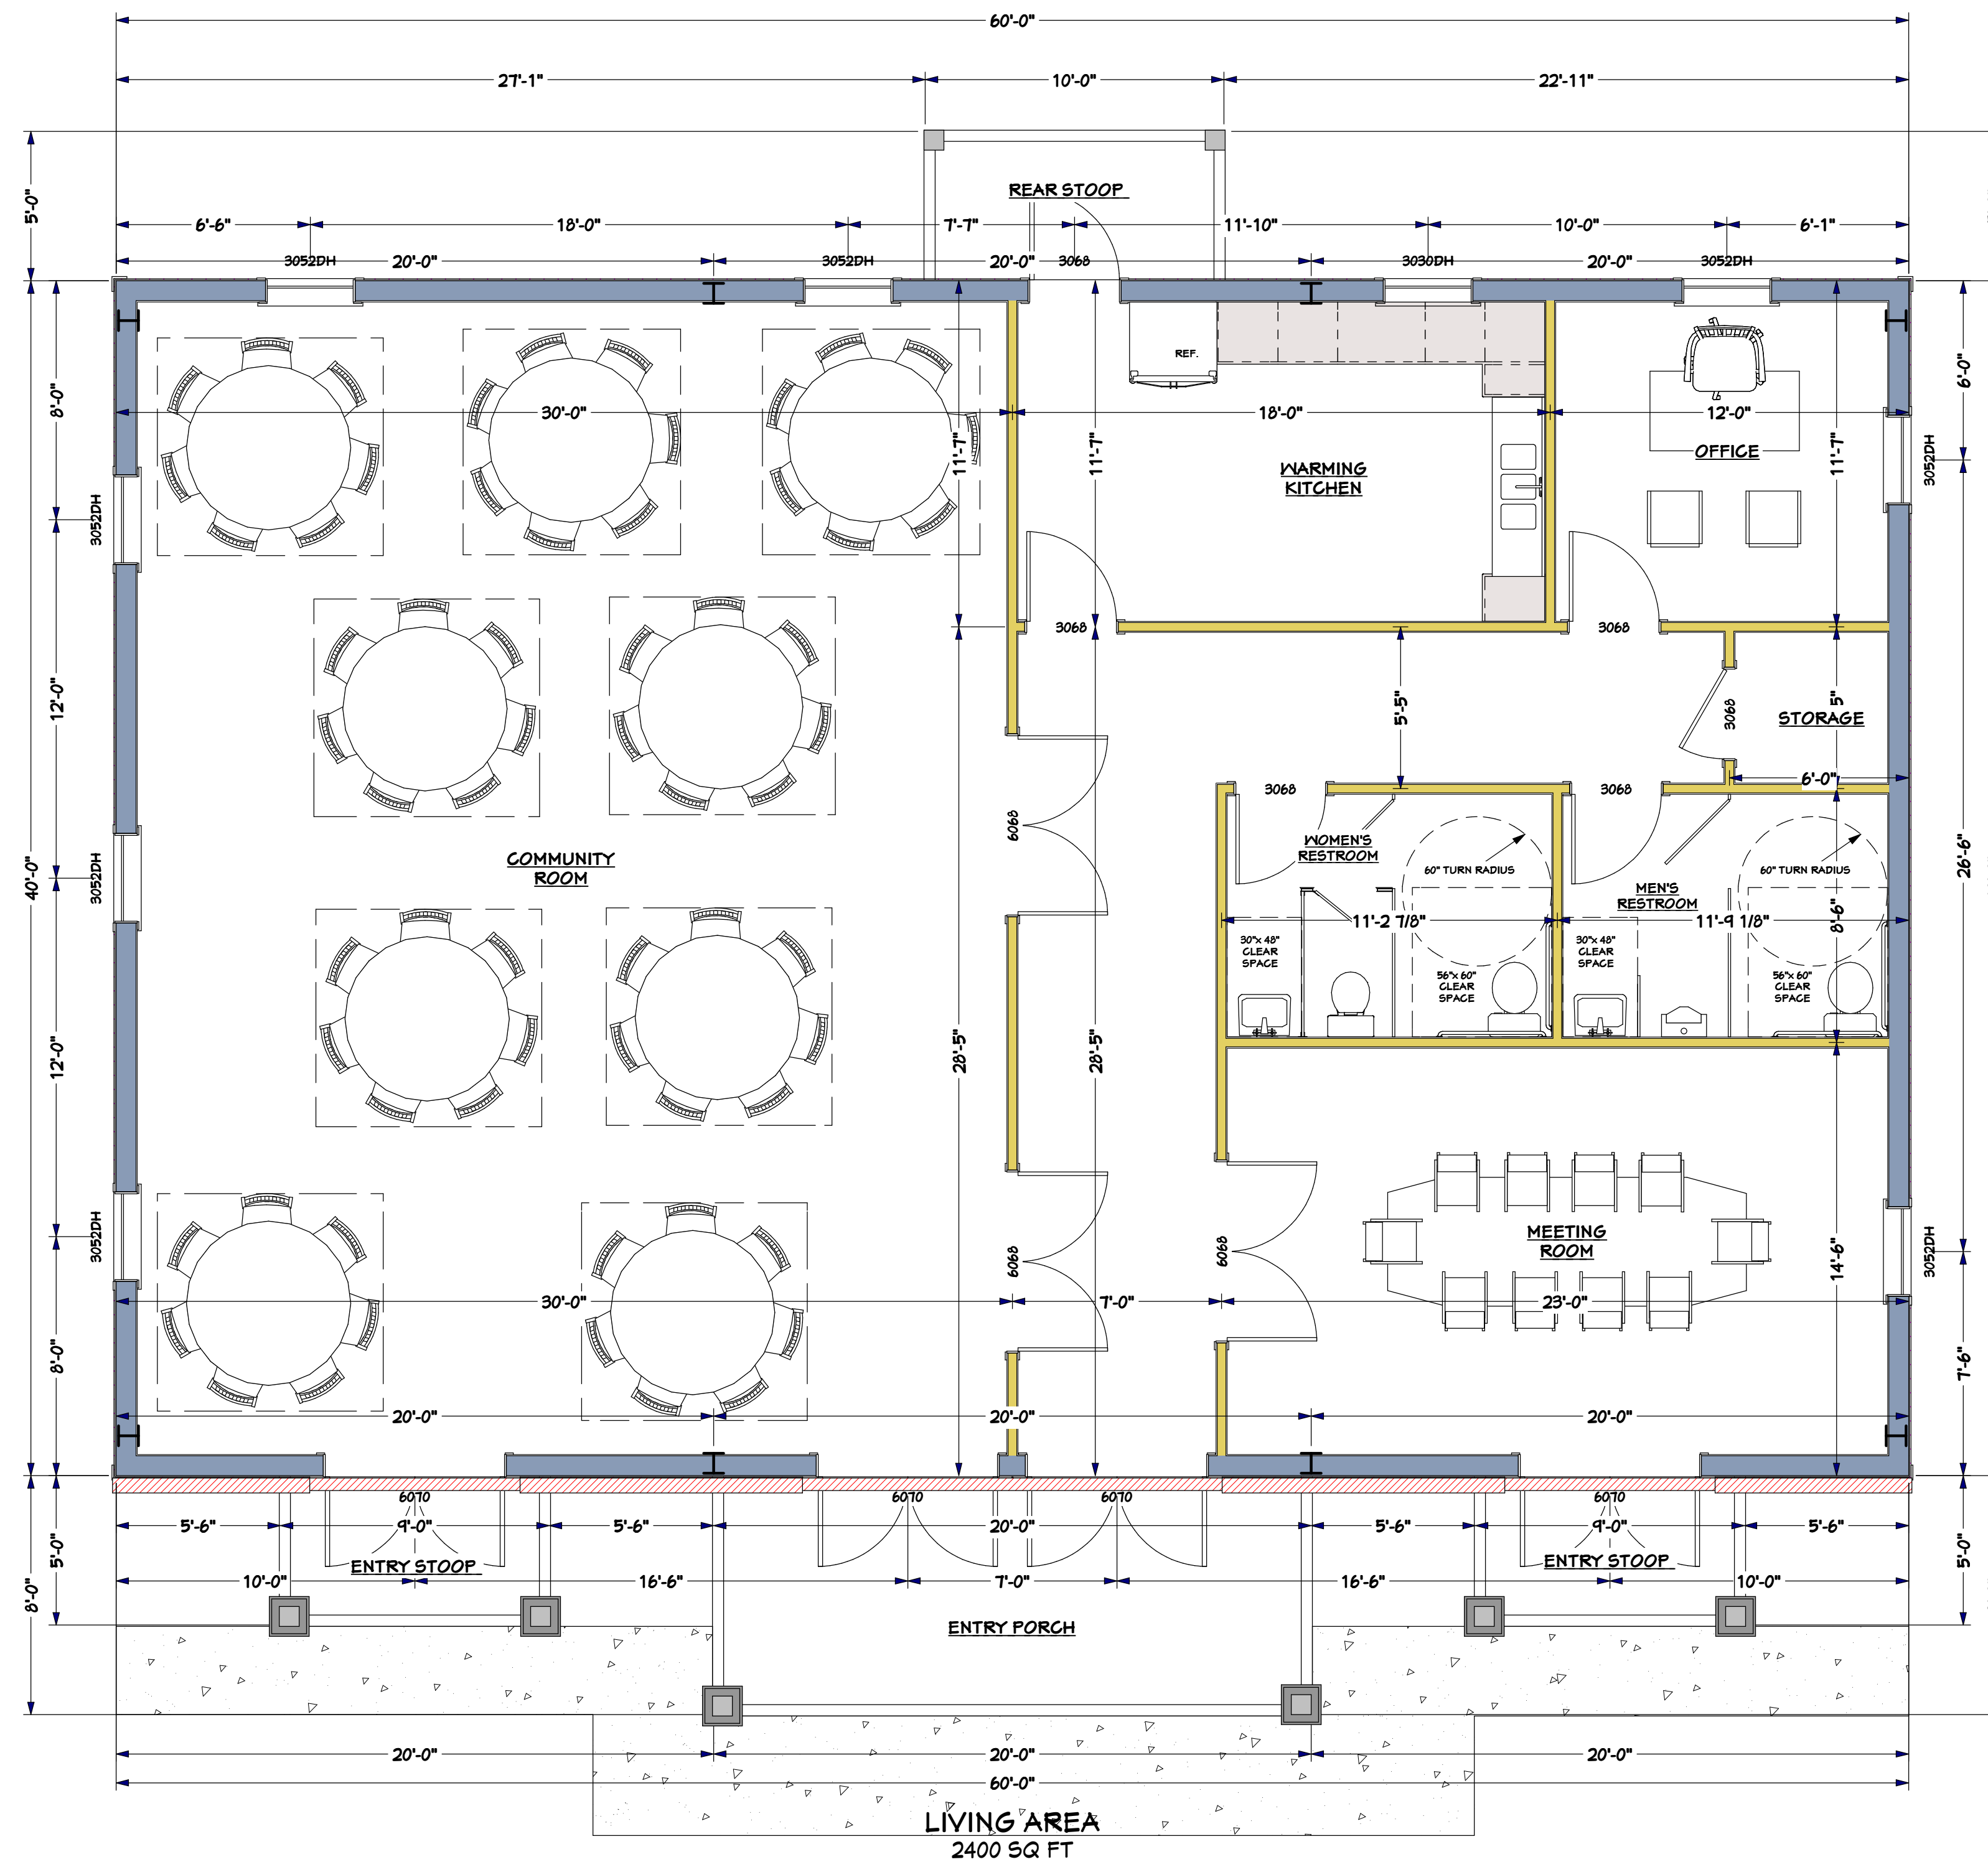 60'-0"
27'-1" 10'-0" 22'-11"
5'-0"
REAR STOOP
6'-6" 18'-0" 7'-7" 11'-10" 10'-0" 6'-1"
3052DH 20'-0" 3052DH 20'-0" 3068 3030DH 20'-0" 3052DH
REF.
8'-0" 6'-0"
30'-0" 18'-0" 12'-0"
11'-7" 11'-7" 11'-7"
OFFICE
3052DH
WARMING
KITCHEN
3052DH
3068 3068
12'-0"
5'-5" 3068 5"
STORAGE
6'-0"
3068 3068
6068
WOMEN'S
RESTROOM
COMMUNITY
ROOM
40'-0"
3052DH
26'-6"
60" TURN RADIUS 60" TURN RADIUS
MEN'S
RESTROOM
11'-2 7/8" 11'-9 1/8"
8'-6"
30"x 48"
CLEAR
SPACE
30"x 48"
CLEAR
SPACE
56"x 60"
CLEAR
SPACE
56"x 60"
CLEAR
SPACE
12'-0"
28'-5" 28'-5"
3052DH
6068 6068
MEETING
ROOM
14'-6"
3052DH
30'-0" 7'-0" 23'-0"
8'-0" 7'-6"
20'-0" 20'-0" 20'-0"
6070 6070 6070 6070
5'-6" 9'-0" 5'-6" 20'-0" 5'-6" 9'-0" 5'-6"
5'-0" 5'-0"
ENTRY STOOP ENTRY STOOP
8'-0"
10'-0" 16'-6" 7'-0" 16'-6" 10'-0"
ENTRY PORCH
20'-0" 20'-0" 20'-0"
60'-0"
LIVING AREA
2400 SQ FT